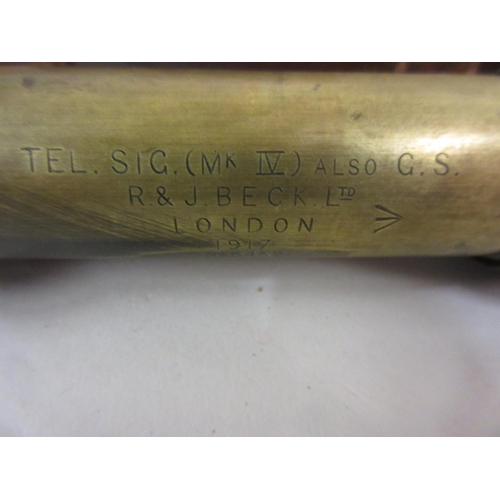 TEL. SIG. (MK IV) ALSO G. S.
R. & J. BECK. LTD
LONDON
1917